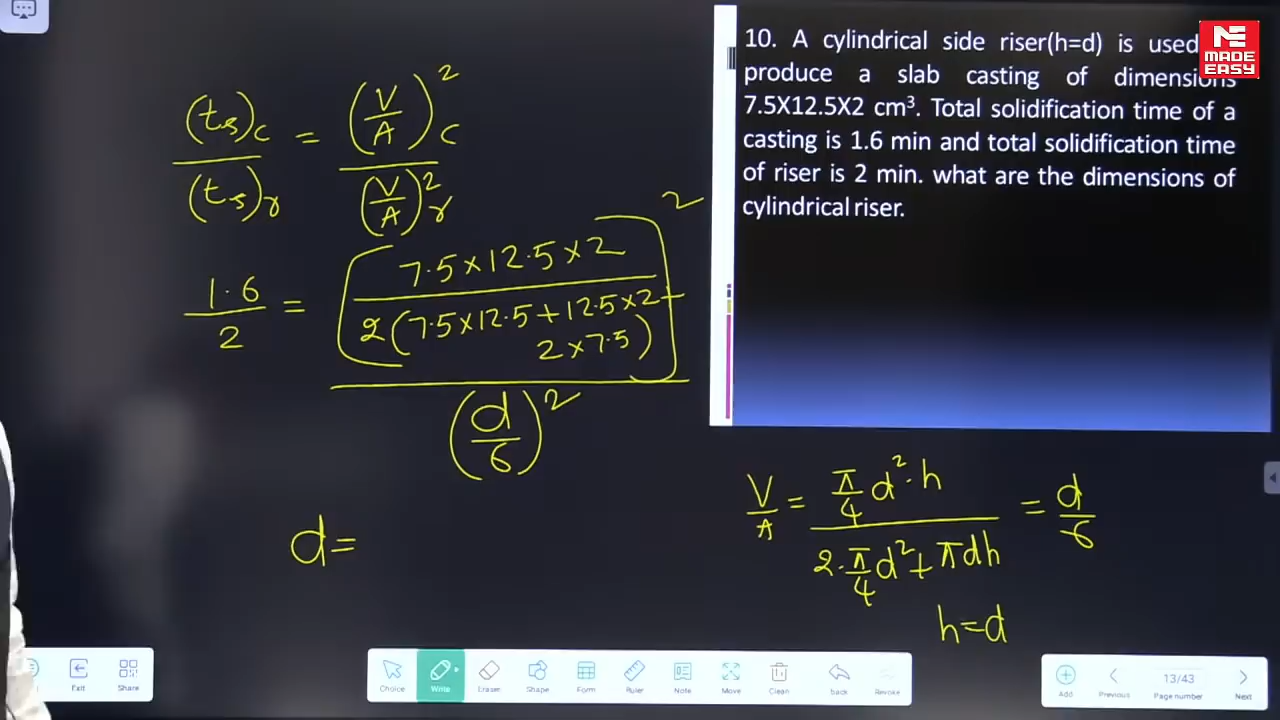 10. A cylindrical side riser(h=d) is used
produce a slab casting of dimensions
7.5X12.5X2 cm³. Total solidification time of a
casting is 1.6 min and total solidification time
of riser is 2 min. what are the dimensions of
cylindrical riser.
MADE
EASY
(ts)c / (ts)r = (V/A)²c / (V/A)²r
1.6 / 2 = [7.5×12.5×2 / 2(7.5×12.5+12.5×2+
2×7.5)]² / (d/6)²
d=
V/A = π/4 d²·h / 2·π/4 d²+πdh = d/6
h=d
Exit
Share
Choice
Write
Eraser
Shape
Form
Ruler
Note
Move
Clean
back
Revoke
Add
Previous
13/43
Page number
Next